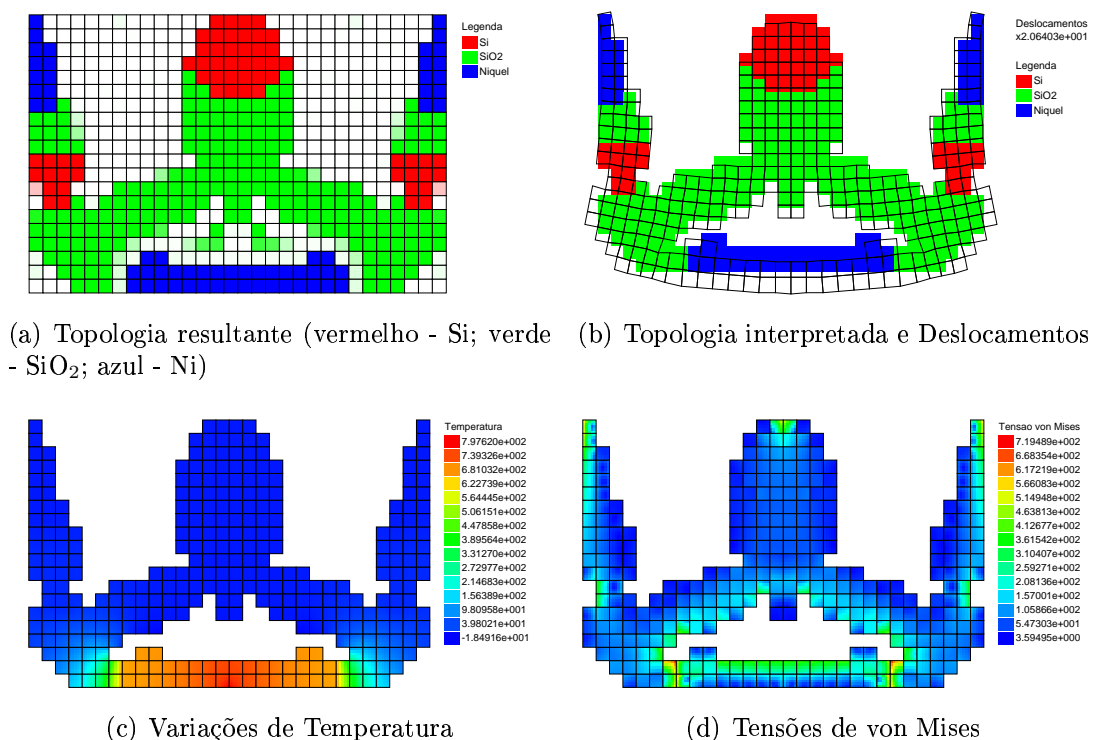 Legenda
Si
SiO2
Niquel
Deslocamentos
x2.06403e+001
Legenda
Si
SiO2
Niquel
(a) Topologia resultante (vermelho - Si; verde
- SiO₂; azul - Ni)
(b) Topologia interpretada e Deslocamentos
Temperatura
7.97620e+002
7.39326e+002
6.81032e+002
6.22739e+002
5.64445e+002
5.06151e+002
4.47858e+002
3.89564e+002
3.31270e+002
2.72977e+002
2.14683e+002
1.56389e+002
9.80958e+001
3.98021e+001
-1.84916e+001
Tensao von Mises
7.19489e+002
6.68354e+002
6.17219e+002
5.66083e+002
5.14948e+002
4.63813e+002
4.12677e+002
3.61542e+002
3.10407e+002
2.59271e+002
2.08136e+002
1.57001e+002
1.05866e+002
5.47303e+001
3.59495e+000
(c) Variações de Temperatura
(d) Tensões de von Mises